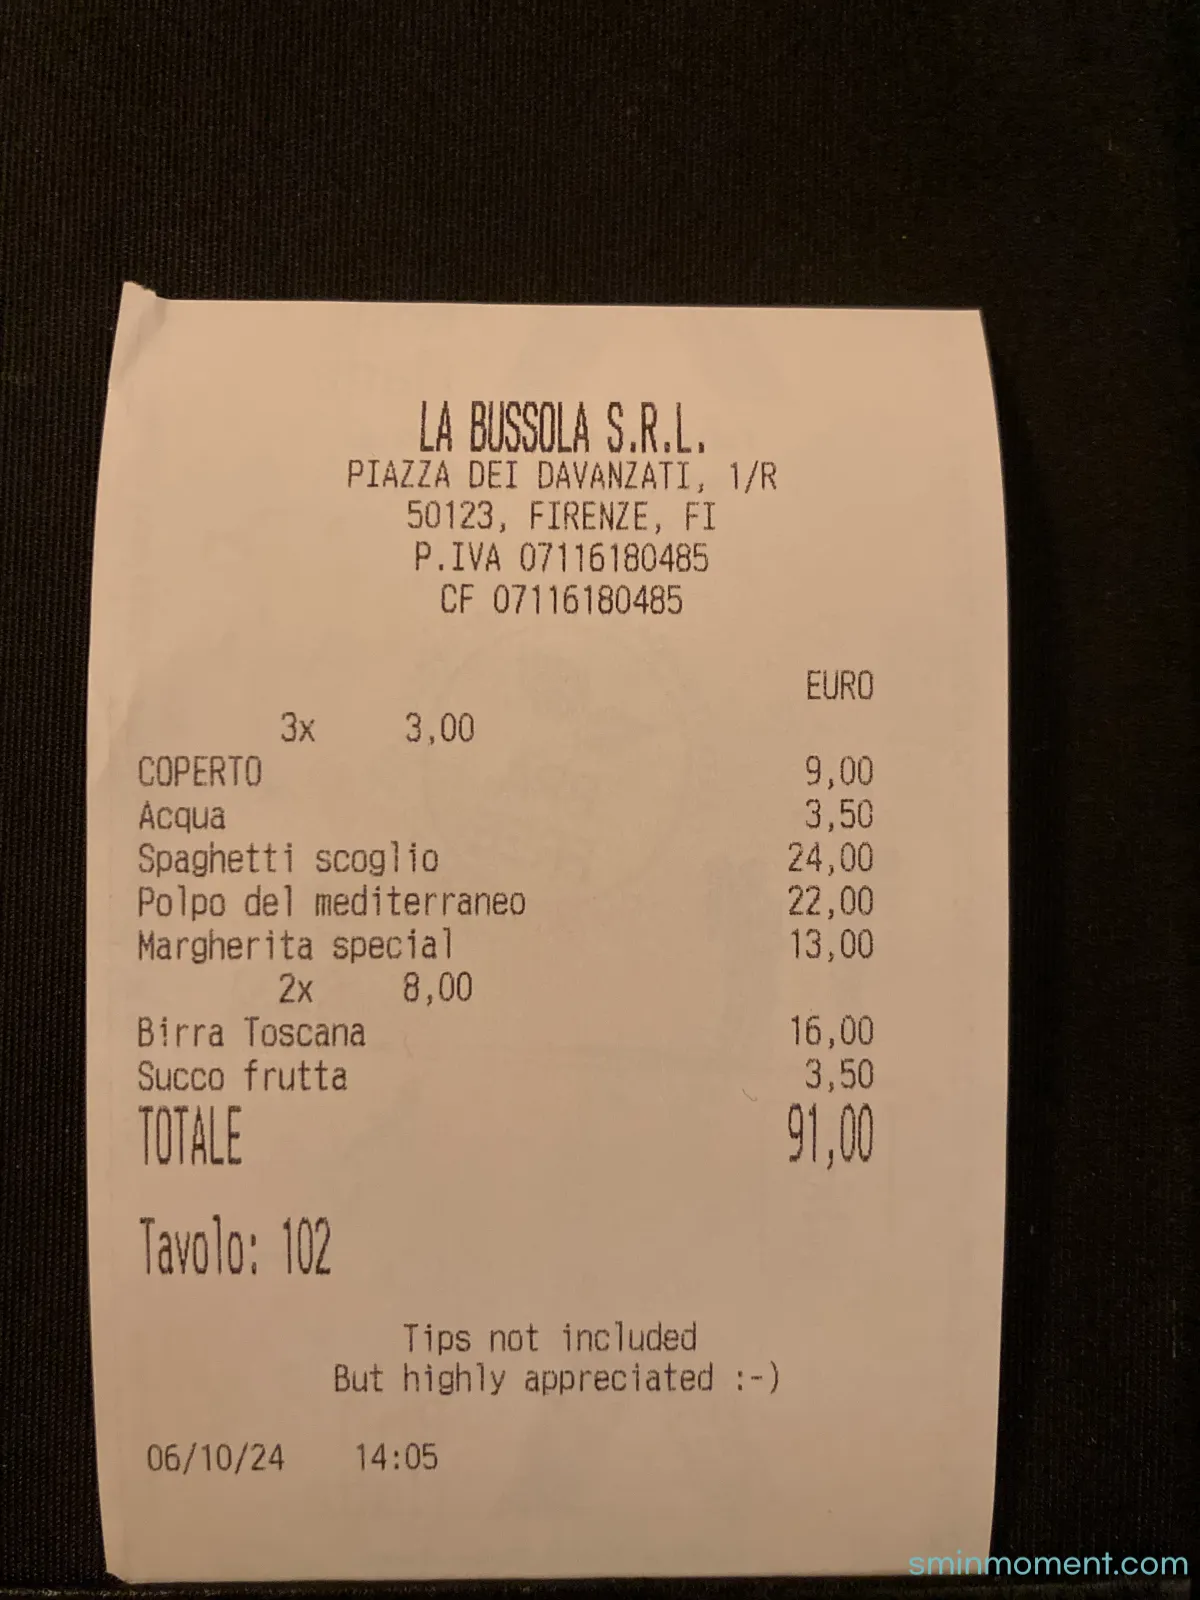 LA BUSSOLA S.R.L.
PIAZZA DEI DAVANZATI, 1/R
50123, FIRENZE, FI
P.IVA 07116180485
CF 07116180485
EURO
3x 3,00
COPERTO 9,00
Acqua 3,50
Spaghetti scoglio 24,00
Polpo del mediterraneo 22,00
Margherita special 13,00
2x 8,00
Birra Toscana 16,00
Succo frutta 3,50
TOTALE 91,00
Tavolo: 102
Tips not included
But highly appreciated :-)
06/10/24 14:05
sminmoment.com